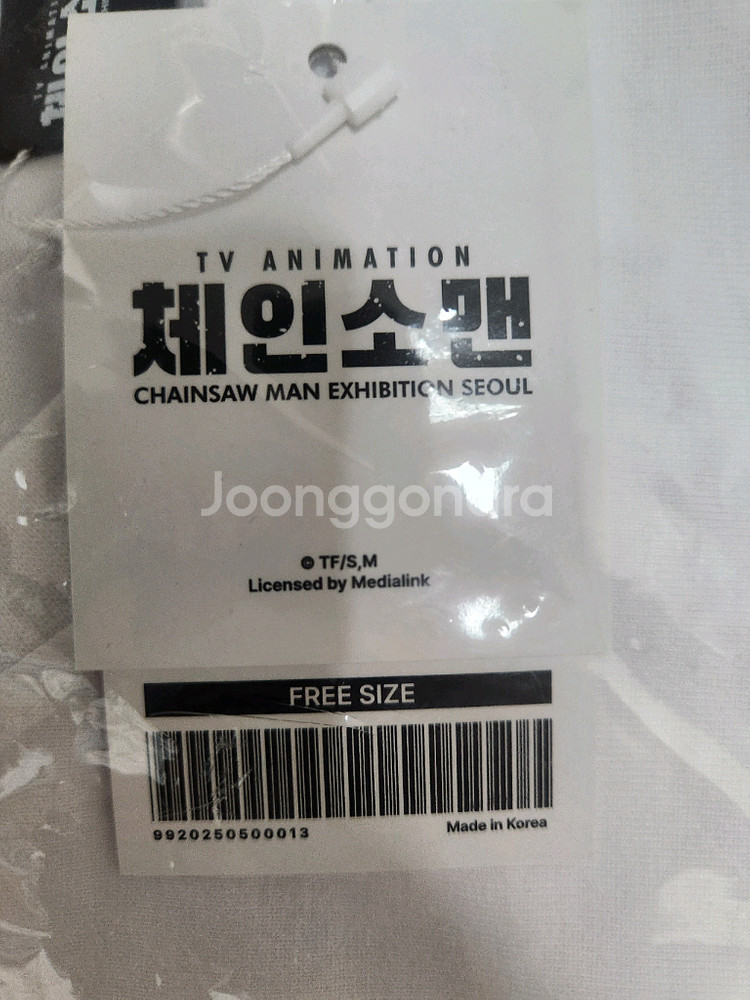 TV ANIMATION
체인소맨
CHAINSAW MAN EXHIBITION SEOUL
Joonggonara
© TF/S,M
Licensed by Medialink
FREE SIZE
9920250500013
Made in Korea